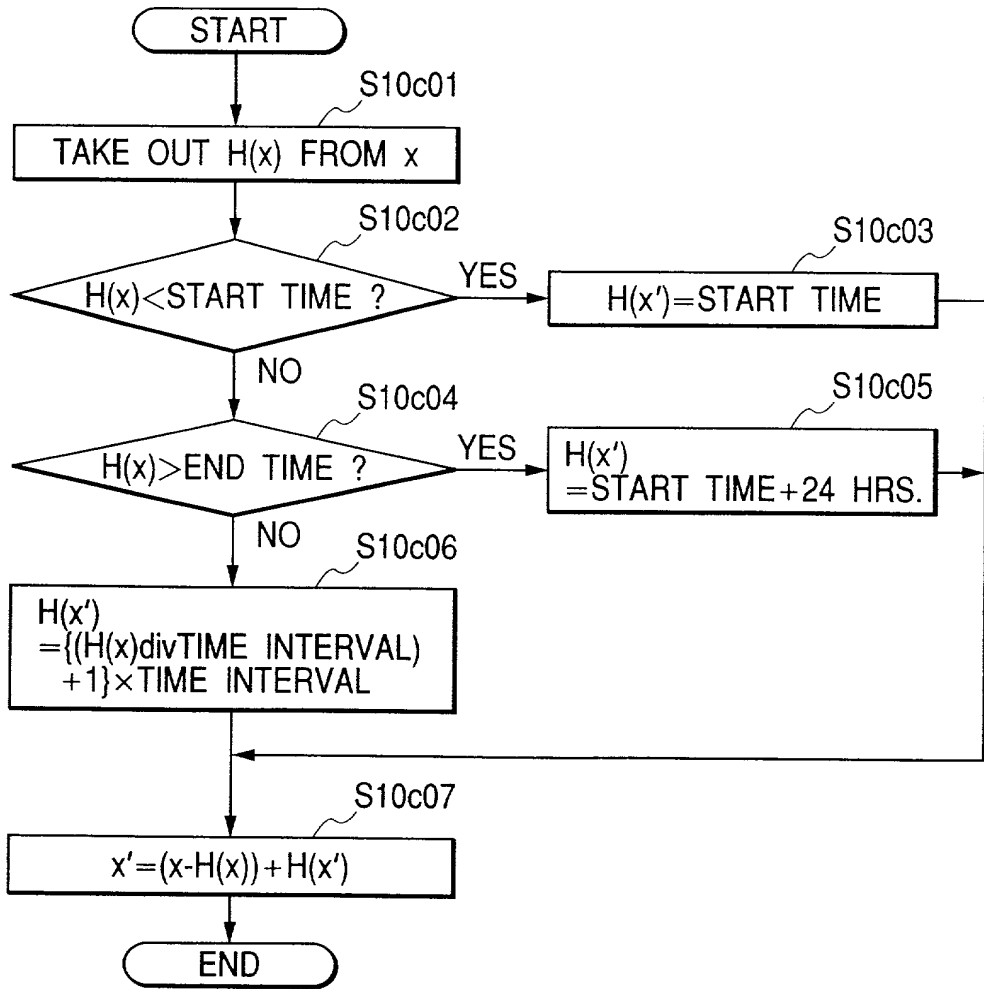 START
S10c01
TAKE OUT H(x) FROM x
S10c02
H(x)<START TIME ?
YES
S10c03
H(x')=START TIME
NO
S10c04
H(x)>END TIME ?
YES
S10c05
H(x')
=START TIME+24 HRS.
NO
S10c06
H(x')
={(H(x)divTIME INTERVAL)
+1}×TIME INTERVAL
S10c07
x'=(x-H(x))+H(x')
END